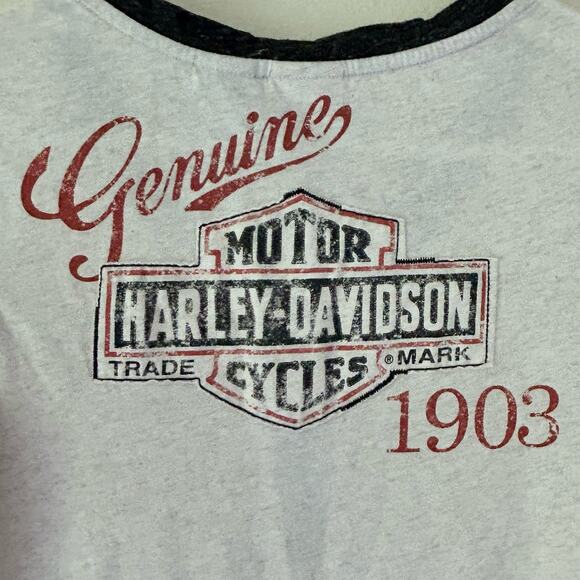 Genuine
MOTOR
HARLEY-DAVIDSON
TRADE ® MARK
CYCLES
1903